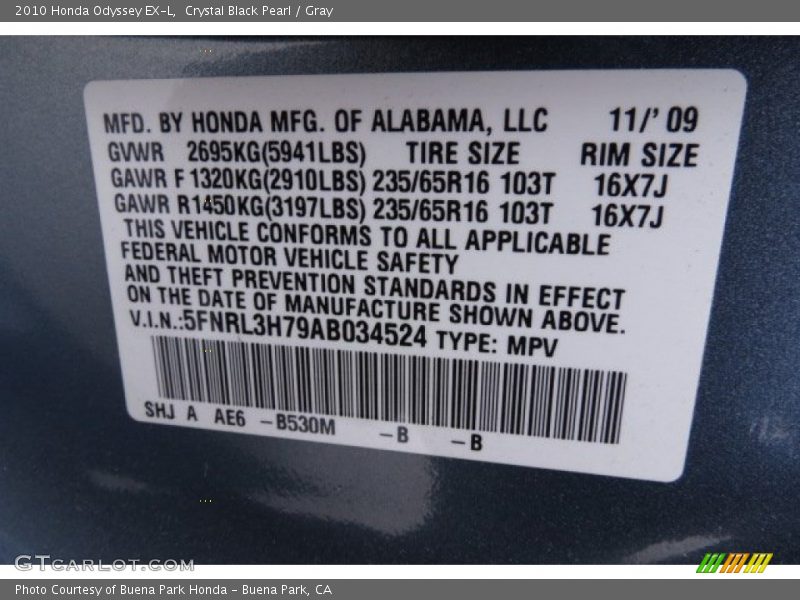 2010 Honda Odyssey EX-L,  Crystal Black Pearl / Gray
MFD. BY HONDA MFG. OF ALABAMA, LLC 11/'09
GVWR 2695KG(5941LBS) TIRE SIZE RIM SIZE
GAWR F 1320KG(2910LBS) 235/65R16 103T 16X7J
GAWR R1450KG(3197LBS) 235/65R16 103T 16X7J
THIS VEHICLE CONFORMS TO ALL APPLICABLE
FEDERAL MOTOR VEHICLE SAFETY
AND THEFT PREVENTION STANDARDS IN EFFECT
ON THE DATE OF MANUFACTURE SHOWN ABOVE.
V.I.N.:5FNRL3H79AB034524 TYPE: MPV
SHJ A AE6 -B530M -B -B
GTCARLOT.COM
Photo Courtesy of Buena Park Honda - Buena Park, CA